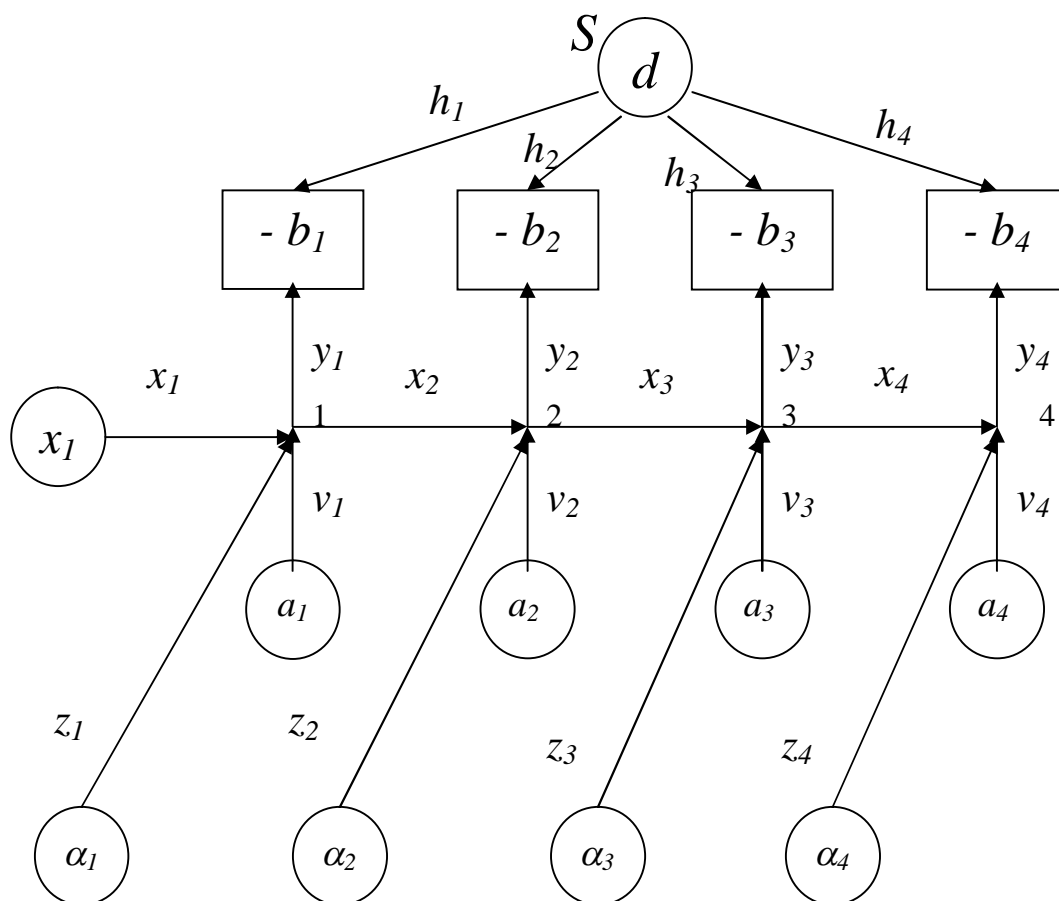 S
d
h₁
h₄
h₂
h₃
- b₁ - b₂ - b₃ - b₄
y₁ y₂ y₃ y₄
x₁ x₂ x₃ x₄
1 2 3 4
x₁
v₁ v₂ v₃ v₄
a₁ a₂ a₃ a₄
z₁ z₂ z₃ z₄
α₁ α₂ α₃ α₄